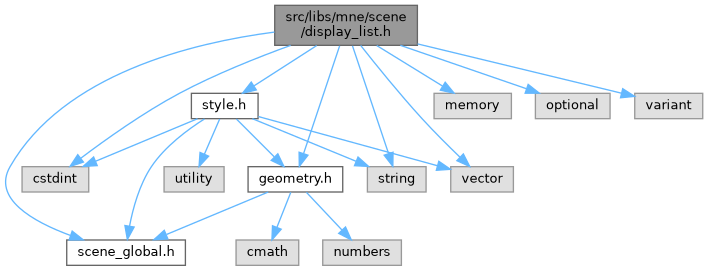 src/libs/mne/scene
/display_list.h
style.h
memory
optional
variant
cstdint
utility
geometry.h
string
vector
scene_global.h
cmath
numbers